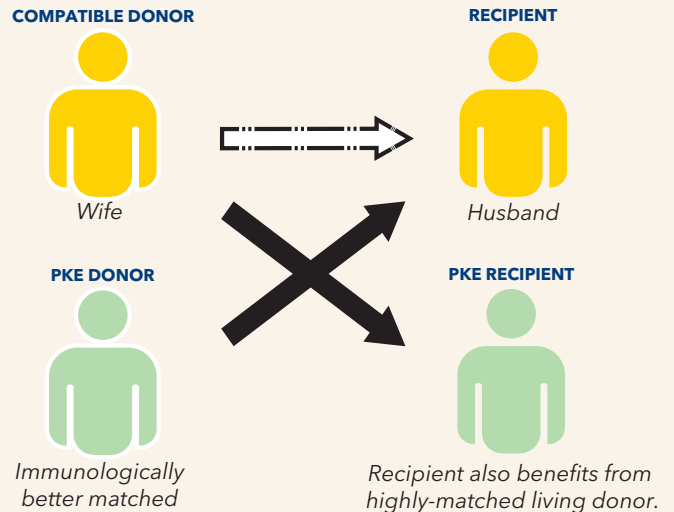 COMPATIBLE DONOR
RECIPIENT
Wife
Husband
PKE DONOR
PKE RECIPIENT
Immunologically
better matched
Recipient also benefits from
highly-matched living donor.